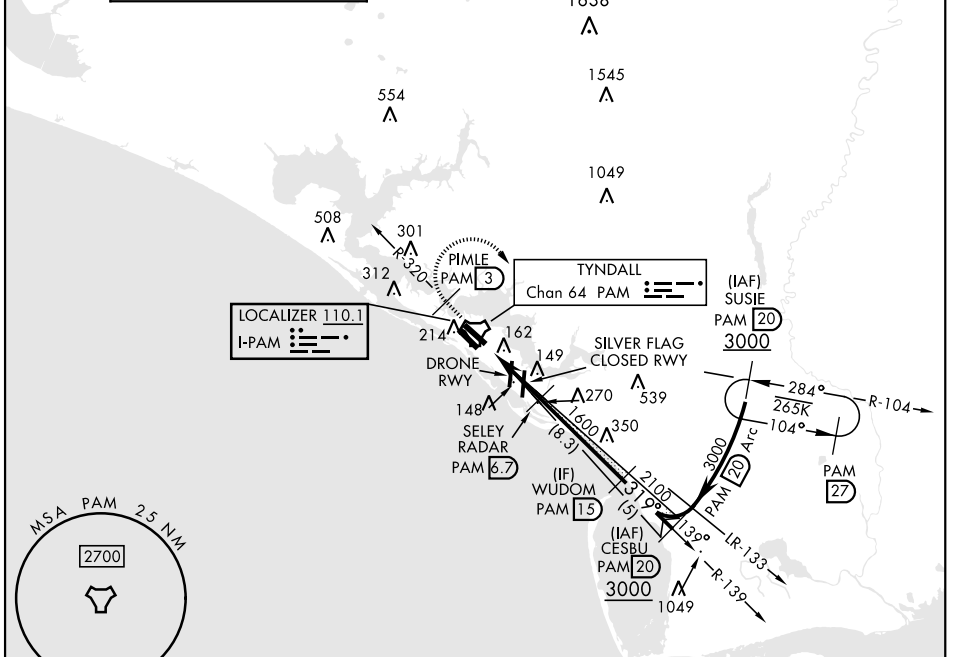 1638
1545
554
1049
508
301
R-320
312
PIMLE
PAM 3
TYNDALL
Chan 64 PAM
(IAF)
SUSIE
PAM 20
3000
LOCALIZER 110.1
I-PAM
214
162
DRONE
RWY
149
SILVER FLAG
CLOSED RWY
539
284°
265K
104°
R-104
148
270
1600
(8.3)
350
SELEY
RADAR
PAM 6.7
3000
PAM 20 Arc
PAM
27
(IF)
WUDOM
PAM 15
2100
319°
(5)
139°
LR-133
(IAF)
CESBU
PAM 20
3000
1049
R-139
MSA PAM 25 NM
2700